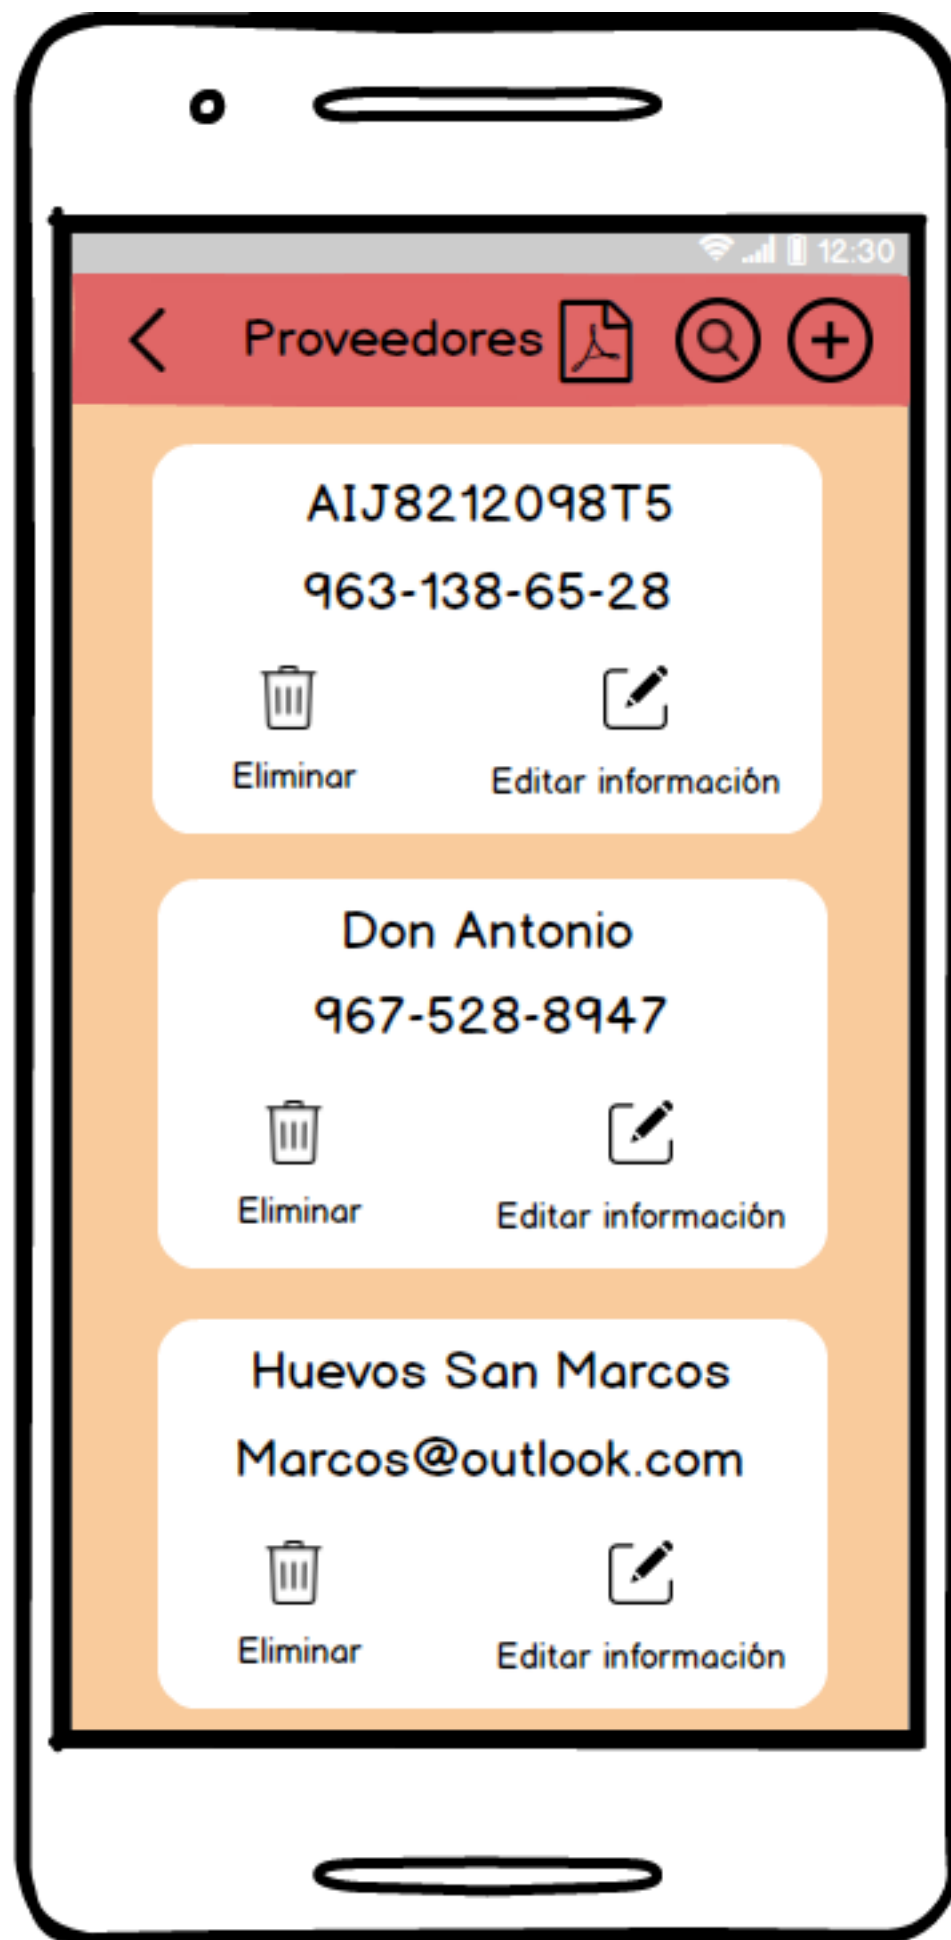 12:30
Proveedores
AIJ8212098T5
963-138-65-28
Eliminar
Editar información
Don Antonio
967-528-8947
Eliminar
Editar información
Huevos San Marcos
Marcos@outlook.com
Eliminar
Editar información